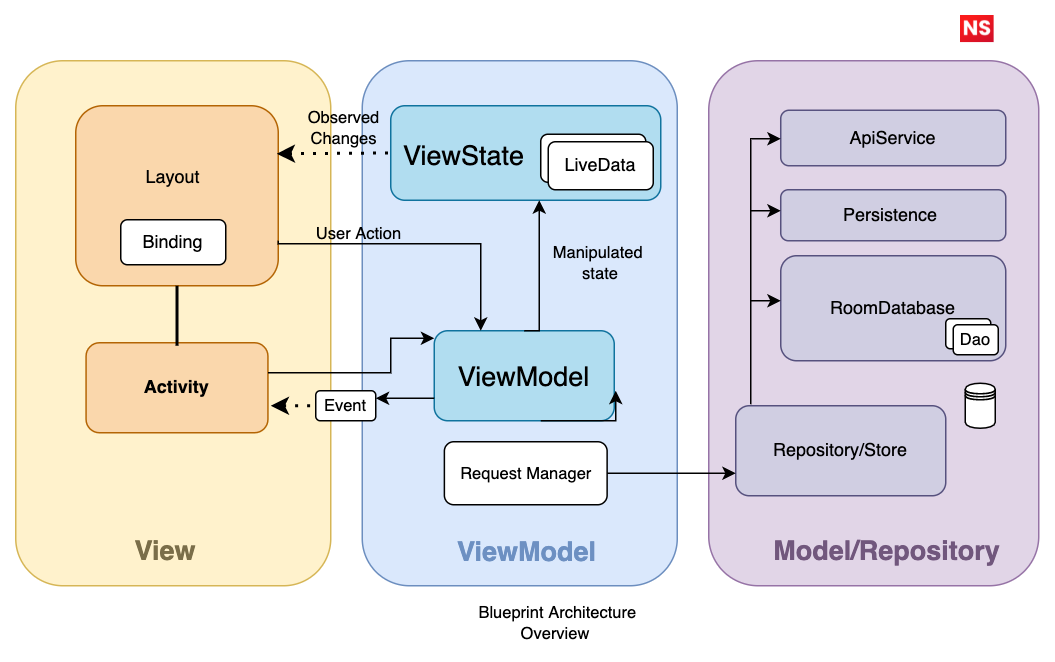 NS
Observed
Changes
Layout
Binding
User Action
Activity
Event
ViewState
LiveData
Manipulated
state
ViewModel
Request Manager
ApiService
Persistence
RoomDatabase
Dao
Repository/Store
View
ViewModel
Model/Repository
Blueprint Architecture
Overview